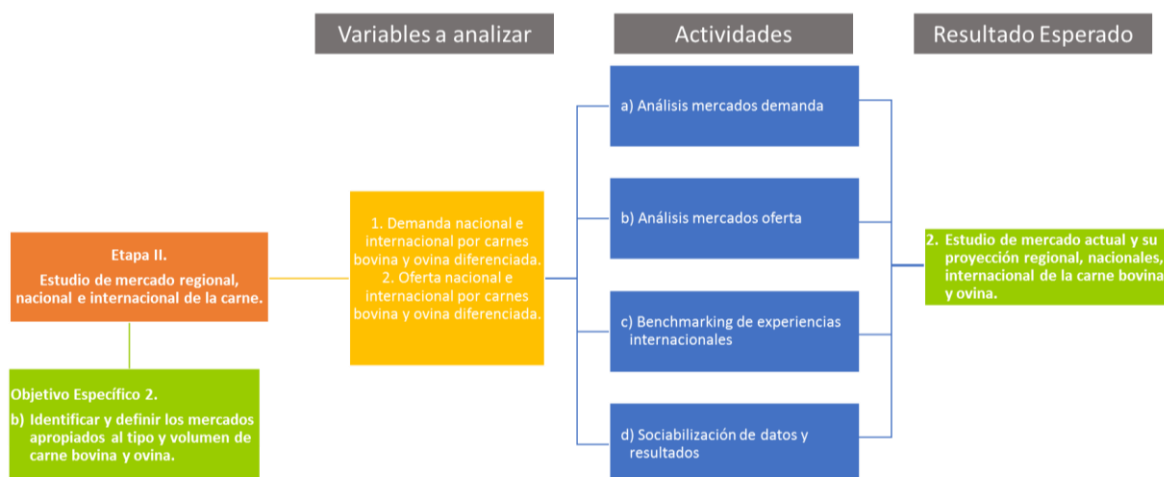 Variables a analizar
Actividades
Resultado Esperado
Etapa II.
Estudio de mercado regional,
nacional e internacional de la carne.
Objetivo Específico 2.
b) Identificar y definir los mercados
apropiados al tipo y volumen de
carne bovina y ovina.
1. Demanda nacional e
internacional por carnes
bovina y ovina diferenciada.
2. Oferta nacional e
internacional por carnes
bovina y ovina diferenciada.
a) Análisis mercados demanda
b) Análisis mercados oferta
c) Benchmarking de experiencias
internacionales
d) Sociabilización de datos y
resultados
2. Estudio de mercado actual y su
proyección regional, nacionales,
internacional de la carne bovina
y ovina.